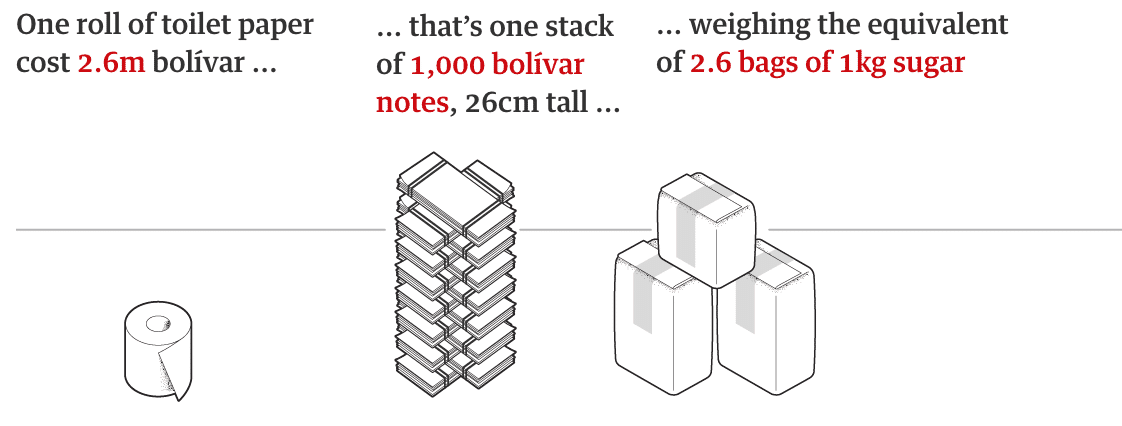 One roll of toilet paper
cost 2.6m bolívar ...
... that’s one stack
of 1,000 bolívar
notes, 26cm tall ...
... weighing the equivalent
of 2.6 bags of 1kg sugar